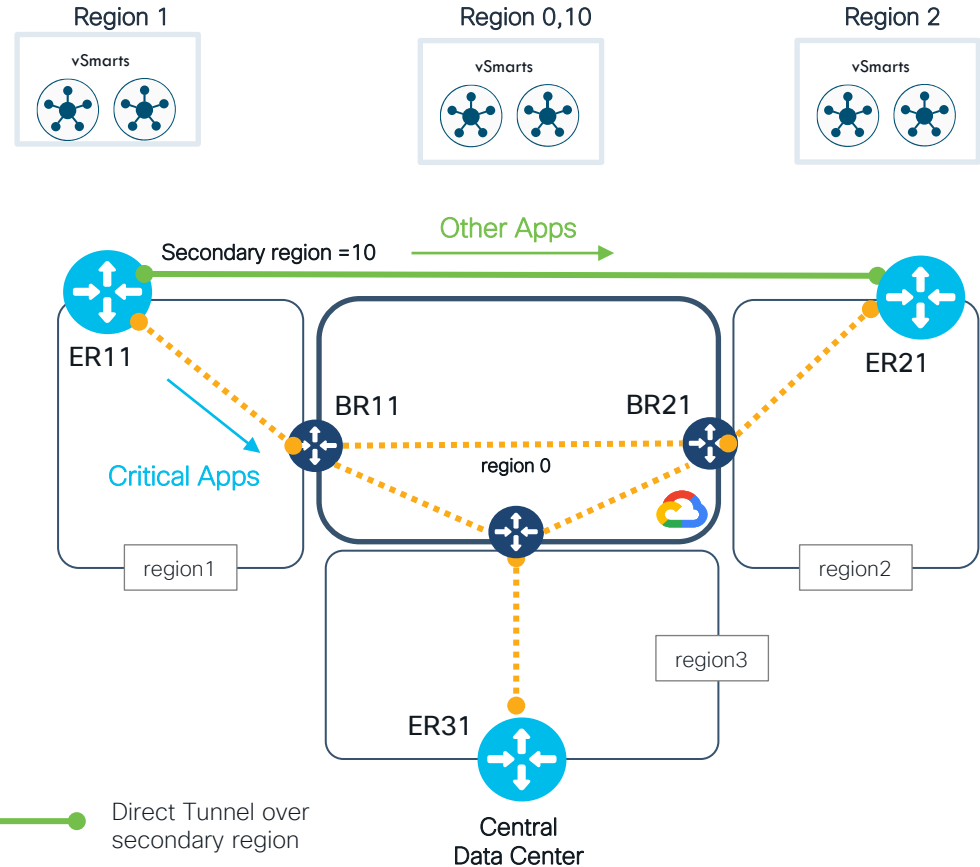 Region 1
Region 0,10
Region 2
vSmarts
vSmarts
vSmarts
Other Apps
Secondary region =10
ER11
ER21
BR11
BR21
region 0
Critical Apps
region1
region2
region3
ER31
Direct Tunnel over
secondary region
Central
Data Center